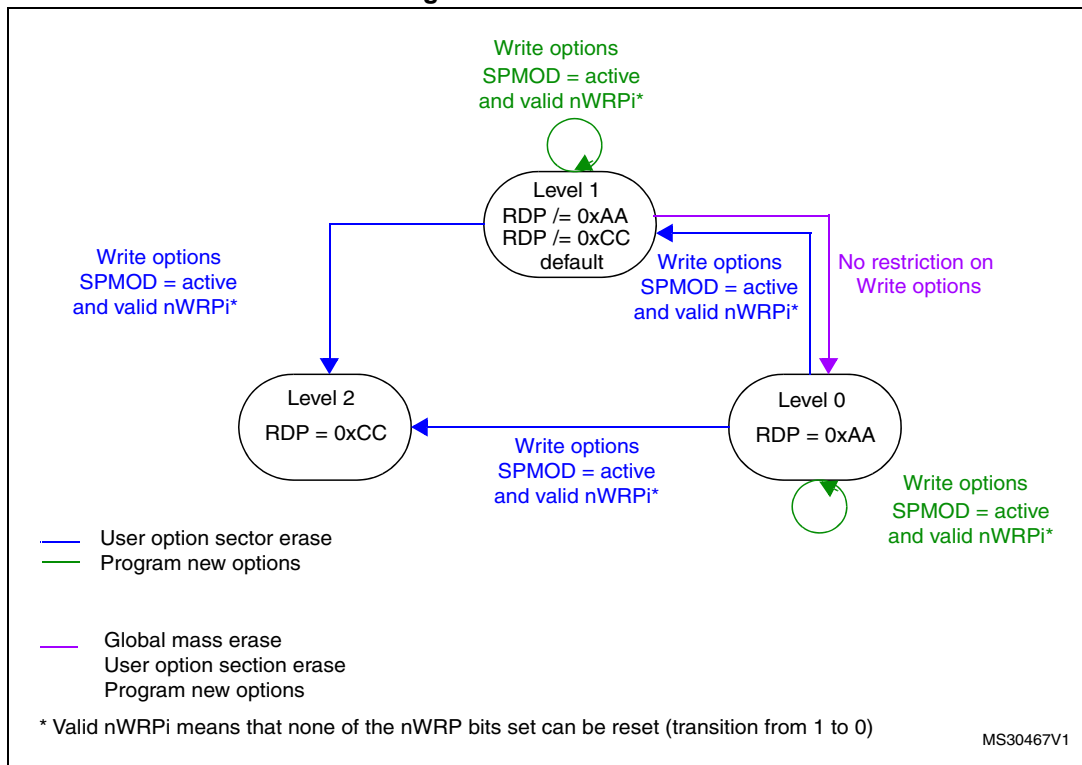 Write options
SPMOD = active
and valid nWRPi*
Level 1
RDP /= 0xAA
RDP /= 0xCC
default
Write options
SPMOD = active
and valid nWRPi*
Write options
SPMOD = active
and valid nWRPi*
No restriction on
Write options
Level 2
RDP = 0xCC
Level 0
RDP = 0xAA
Write options
SPMOD = active
and valid nWRPi*
Write options
SPMOD = active
and valid nWRPi*
User option sector erase
Program new options
Global mass erase
User option section erase
Program new options
* Valid nWRPi means that none of the nWRP bits set can be reset (transition from 1 to 0)
MS30467V1